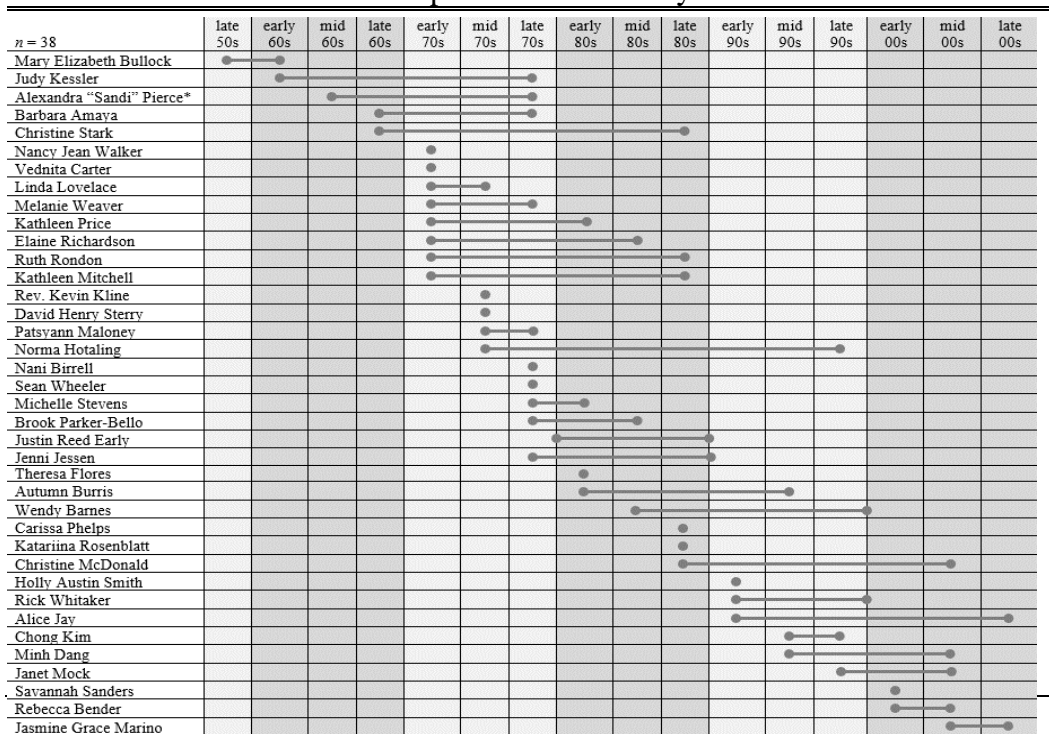 late early mid late early mid late early mid late early mid late early mid late
n = 38 50s 60s 60s 60s 70s 70s 70s 80s 80s 80s 90s 90s 90s 00s 00s 00s
Mary Elizabeth Bullock
Judy Kessler
Alexandra “Sandi” Pierce*
Barbara Amaya
Christine Stark
Nancy Jean Walker
Vednita Carter
Linda Lovelace
Melanie Weaver
Kathleen Price
Elaine Richardson
Ruth Rondon
Kathleen Mitchell
Rev. Kevin Kline
David Henry Sterry
Patsyann Maloney
Norma Hotaling
Nani Birrell
Sean Wheeler
Michelle Stevens
Brook Parker-Bello
Justin Reed Early
Jenni Jessen
Theresa Flores
Autumn Burris
Wendy Barnes
Carissa Phelps
Katariina Rosenblatt
Christine McDonald
Holly Austin Smith
Rick Whitaker
Alice Jay
Chong Kim
Minh Dang
Janet Mock
Savannah Sanders
Rebecca Bender
Jasmine Grace Marino